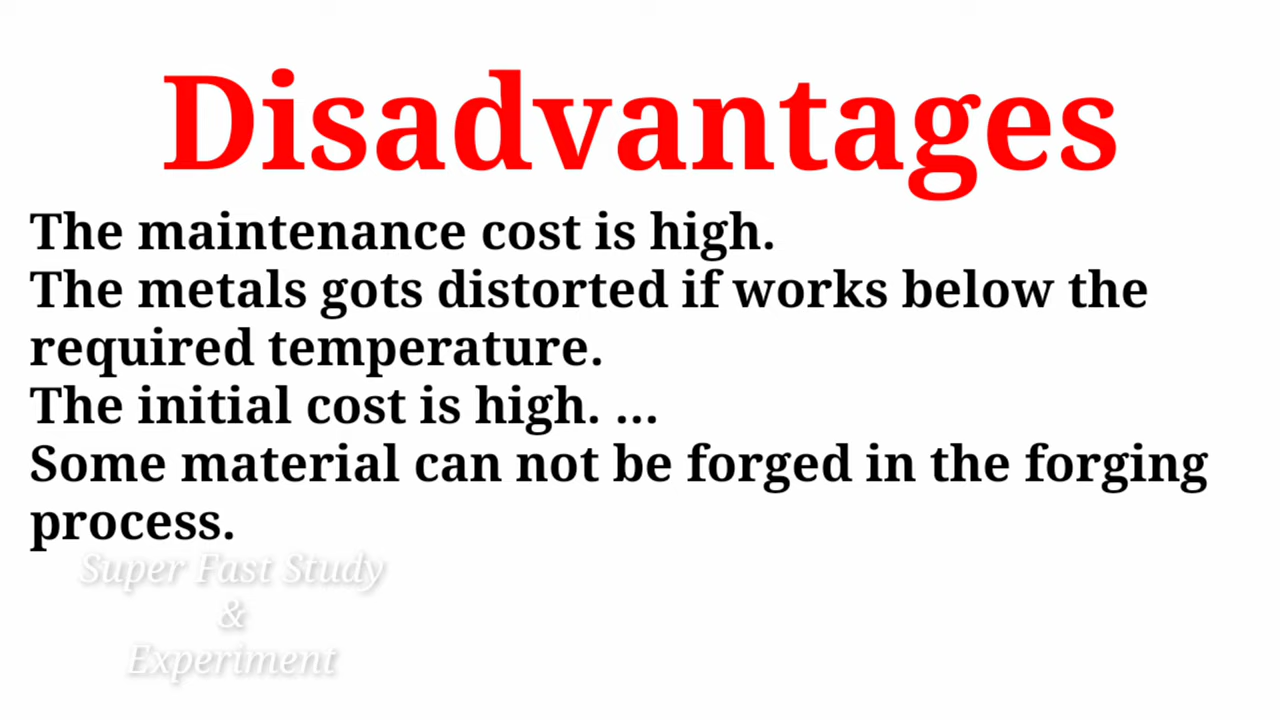 Disadvantages
The maintenance cost is high.
The metals gots distorted if works below the
required temperature.
The initial cost is high. ...
Some material can not be forged in the forging
process.
Super Fast Study
&
Experiment